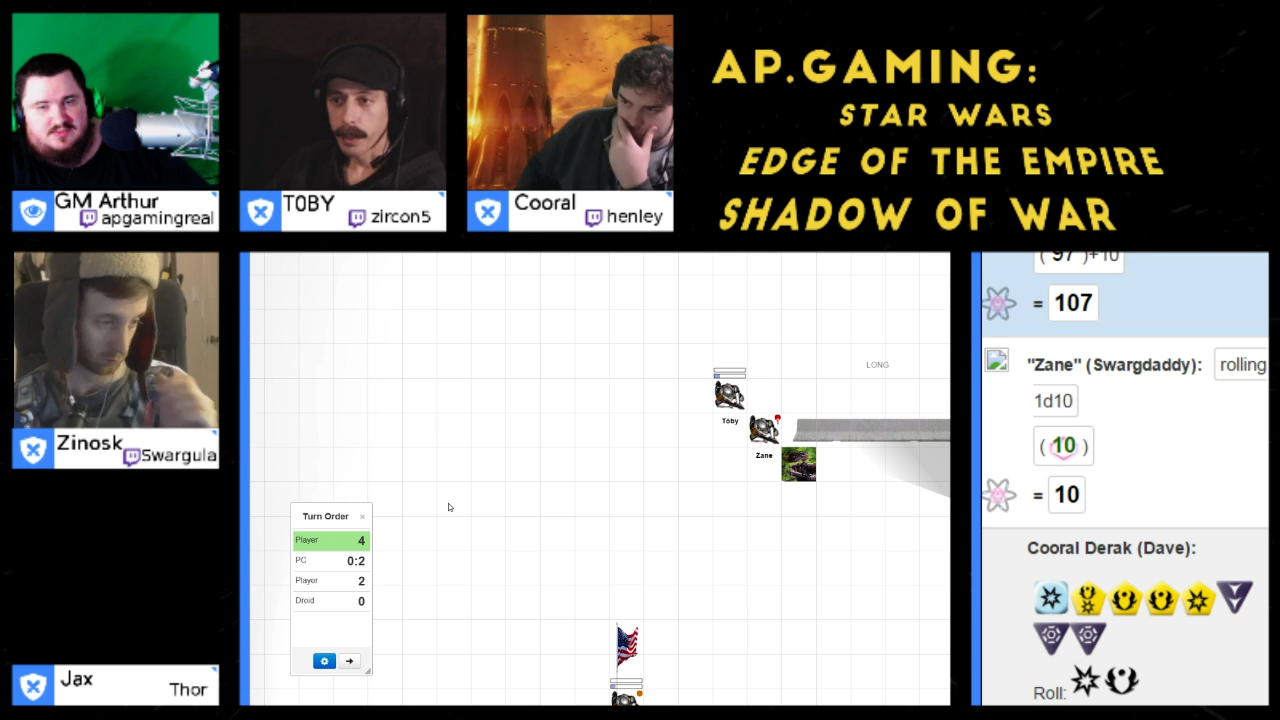 AP.GAMING:
STAR WARS
EDGE OF THE EMPIRE
SHADOW OF WAR
GM Arthur
apgamingreal
TOBY
zircon5
Cooral
henley
Zinosk
Swargula
Jax
Thor
LONG
Toby
Zane
Turn Order ×
Player 4
PC 0:2
Player 2
Droid 0
( 97 )+10
= 107
"Zane" (Swargdaddy): rolling
1d10
( 10 )
= 10
Cooral Derak (Dave):
Roll: